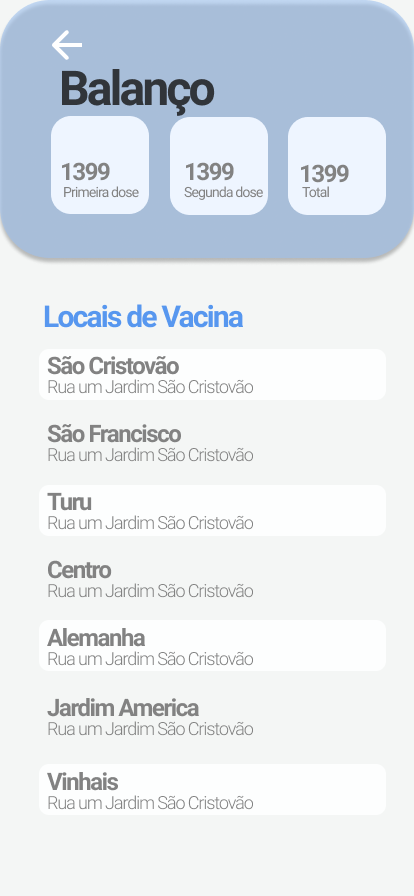 Balanço
1399
Primeira dose
1399
Segunda dose
1399
Total
Locais de Vacina
São Cristovão
Rua um Jardim São Cristovão
São Francisco
Rua um Jardim São Cristovão
Turu
Rua um Jardim São Cristovão
Centro
Rua um Jardim São Cristovão
Alemanha
Rua um Jardim São Cristovão
Jardim America
Rua um Jardim São Cristovão
Vinhais
Rua um Jardim São Cristovão